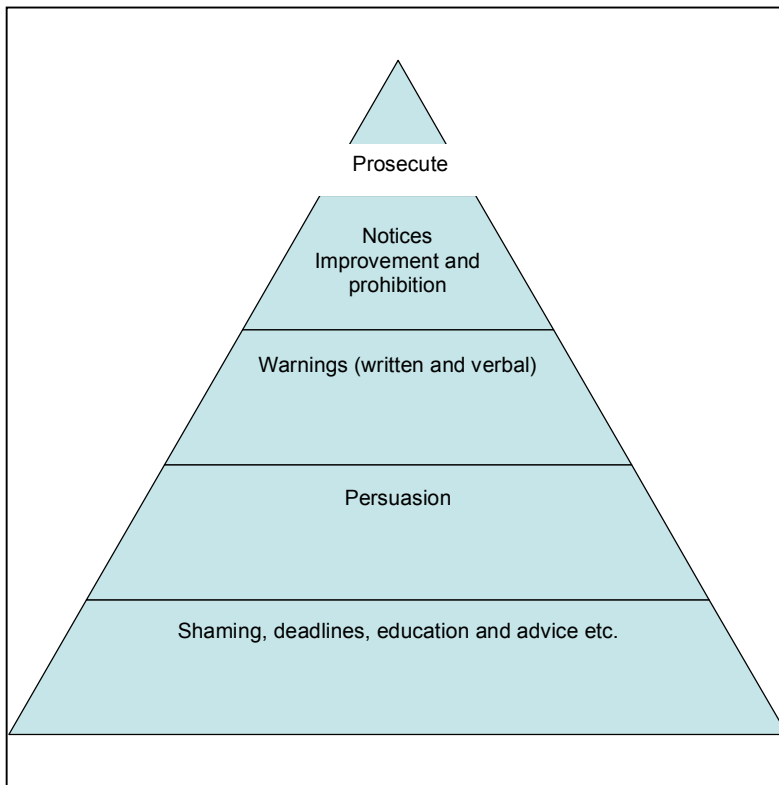 Prosecute
Notices
Improvement and
prohibition
Warnings (written and verbal)
Persuasion
Shaming, deadlines, education and advice etc.